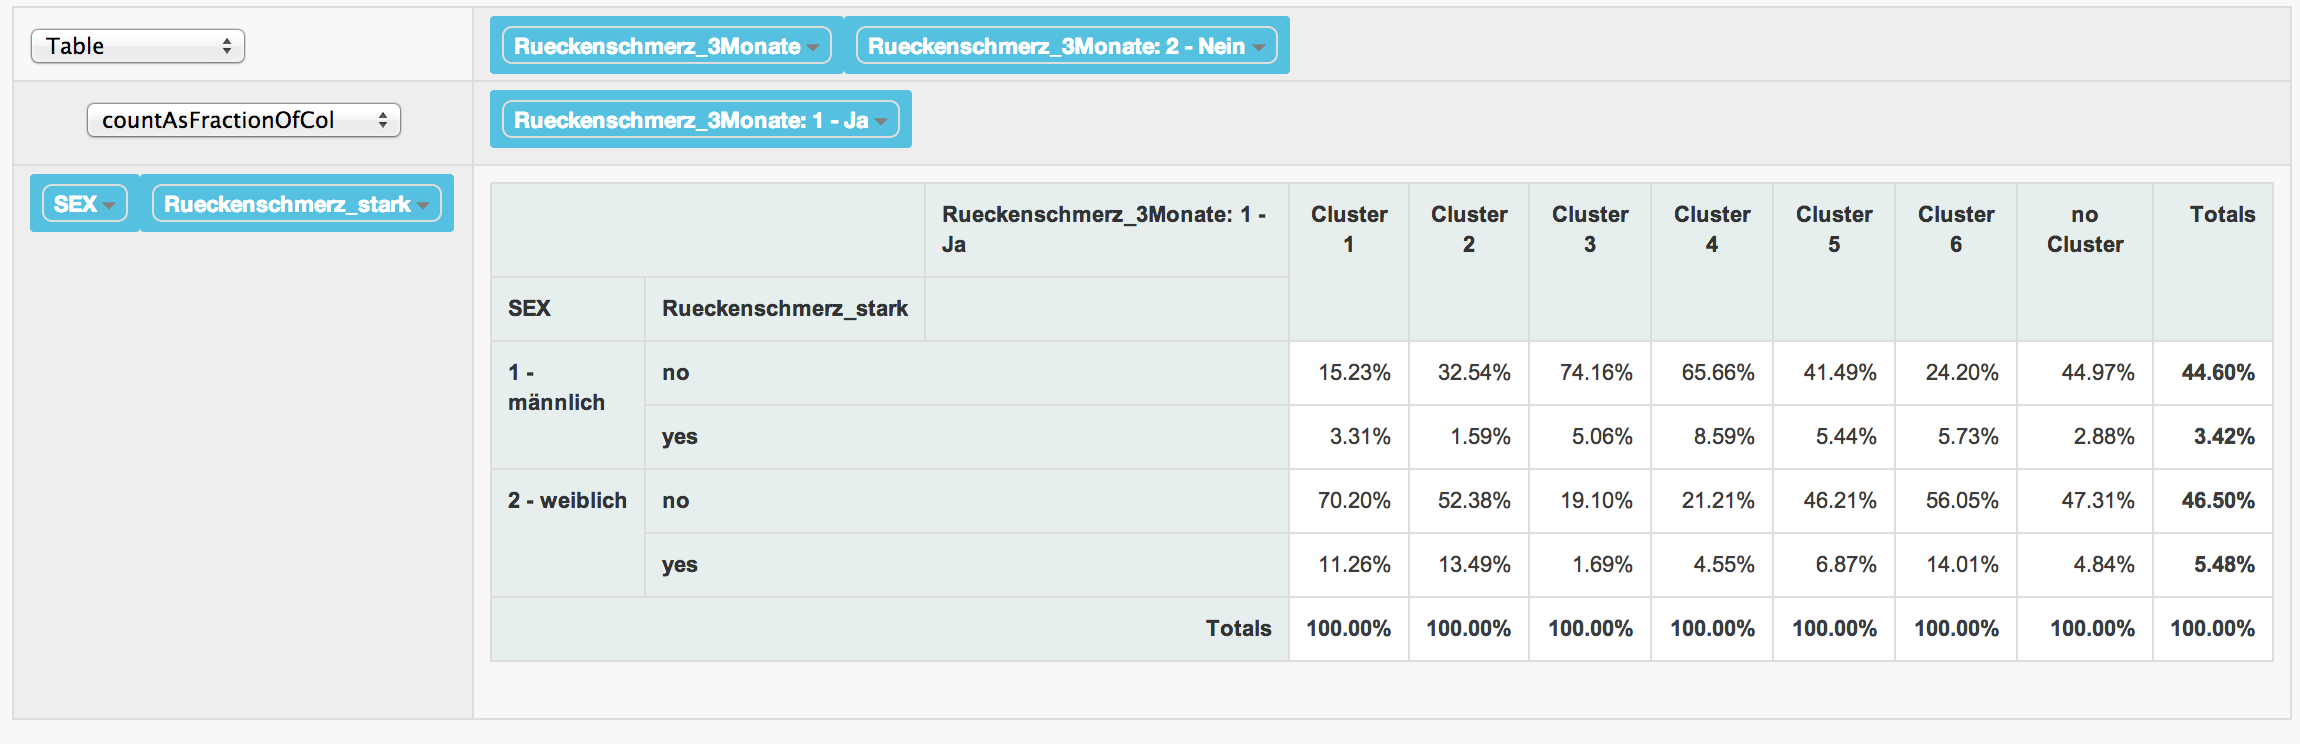 Table
Rueckenschmerz_3Monate Rueckenschmerz_3Monate: 2 - Nein
countAsFractionOfCol
Rueckenschmerz_3Monate: 1 - Ja
SEX Rueckenschmerz_stark
Rueckenschmerz_3Monate: 1 - Cluster Cluster Cluster Cluster Cluster Cluster no Totals
Ja 1 2 3 4 5 6 Cluster
SEX Rueckenschmerz_stark
1 - no 15.23% 32.54% 74.16% 65.66% 41.49% 24.20% 44.97% 44.60%
männlich
yes 3.31% 1.59% 5.06% 8.59% 5.44% 5.73% 2.88% 3.42%
2 - weiblich no 70.20% 52.38% 19.10% 21.21% 46.21% 56.05% 47.31% 46.50%
yes 11.26% 13.49% 1.69% 4.55% 6.87% 14.01% 4.84% 5.48%
Totals 100.00% 100.00% 100.00% 100.00% 100.00% 100.00% 100.00% 100.00%